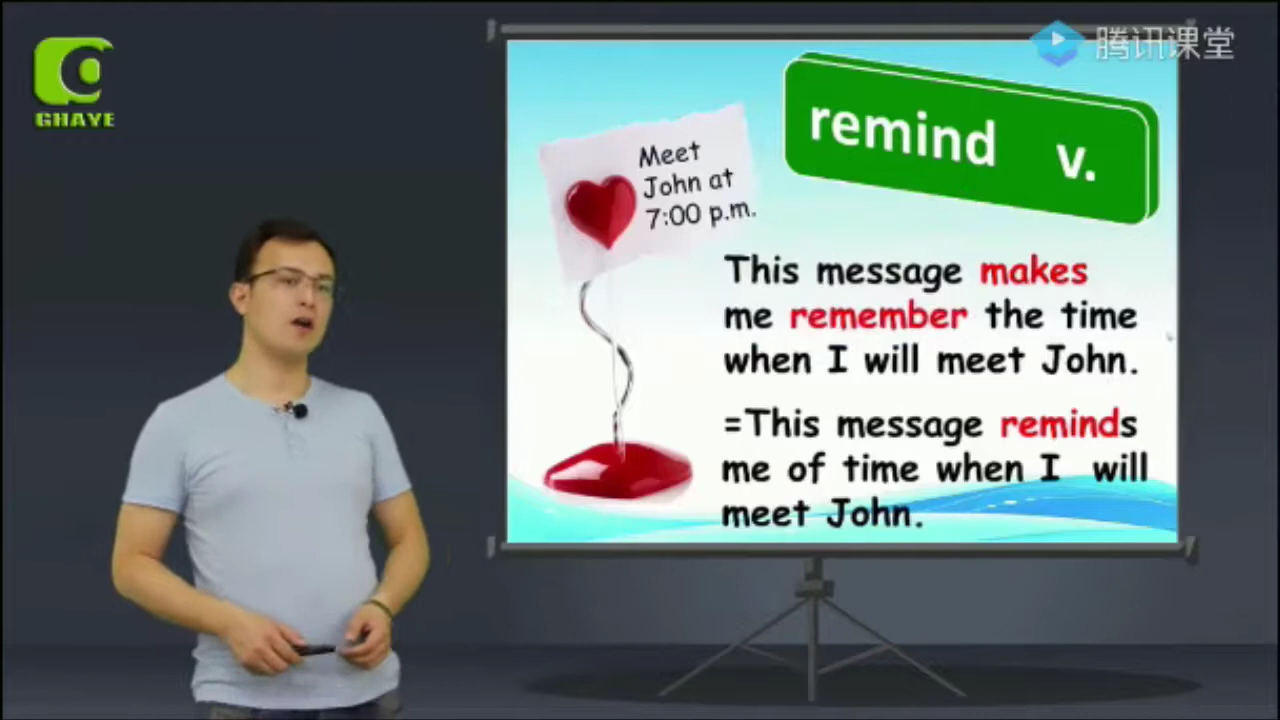 GHAYE
腾讯课堂
remind v.
Meet
John at
7:00 p.m.
This message makes
me remember the time
when I will meet John.
=This message reminds
me of time when I will
meet John.